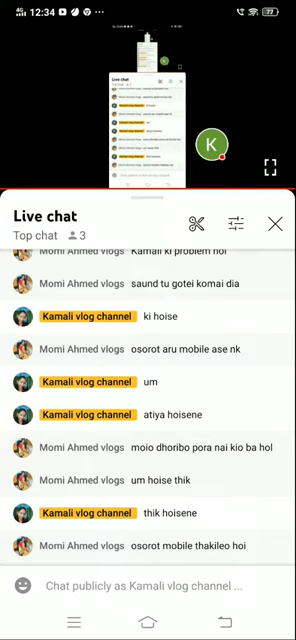 4G 12:34 77
K
Live chat
Top chat 3
Momi Ahmed vlogs Kamali ki problem hoi
Momi Ahmed vlogs saund tu gotei komai dia
Kamali vlog channel ki hoise
Momi Ahmed vlogs osorot aru mobile ase nk
Kamali vlog channel um
Kamali vlog channel atiya hoisene
Momi Ahmed vlogs moio dhoribo pora nai kio ba hol
Momi Ahmed vlogs um hoise thik
Kamali vlog channel thik hoisene
Momi Ahmed vlogs osorot mobile thakileo hoi
Chat publicly as Kamali vlog channel ...